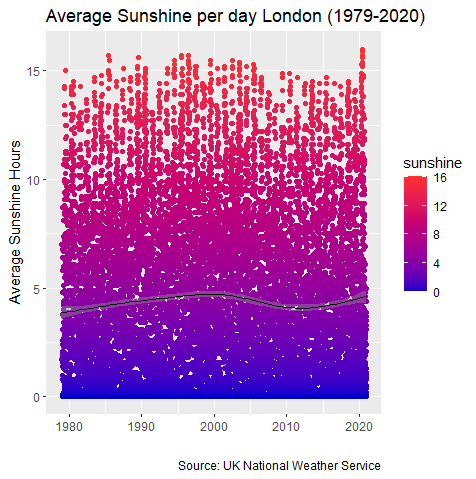 Average Sunshine per day London (1979-2020)
Average Sunshine Hours
15
10
5
0
1980 1990 2000 2010 2020
sunshine
16
12
8
4
0
Source: UK National Weather Service